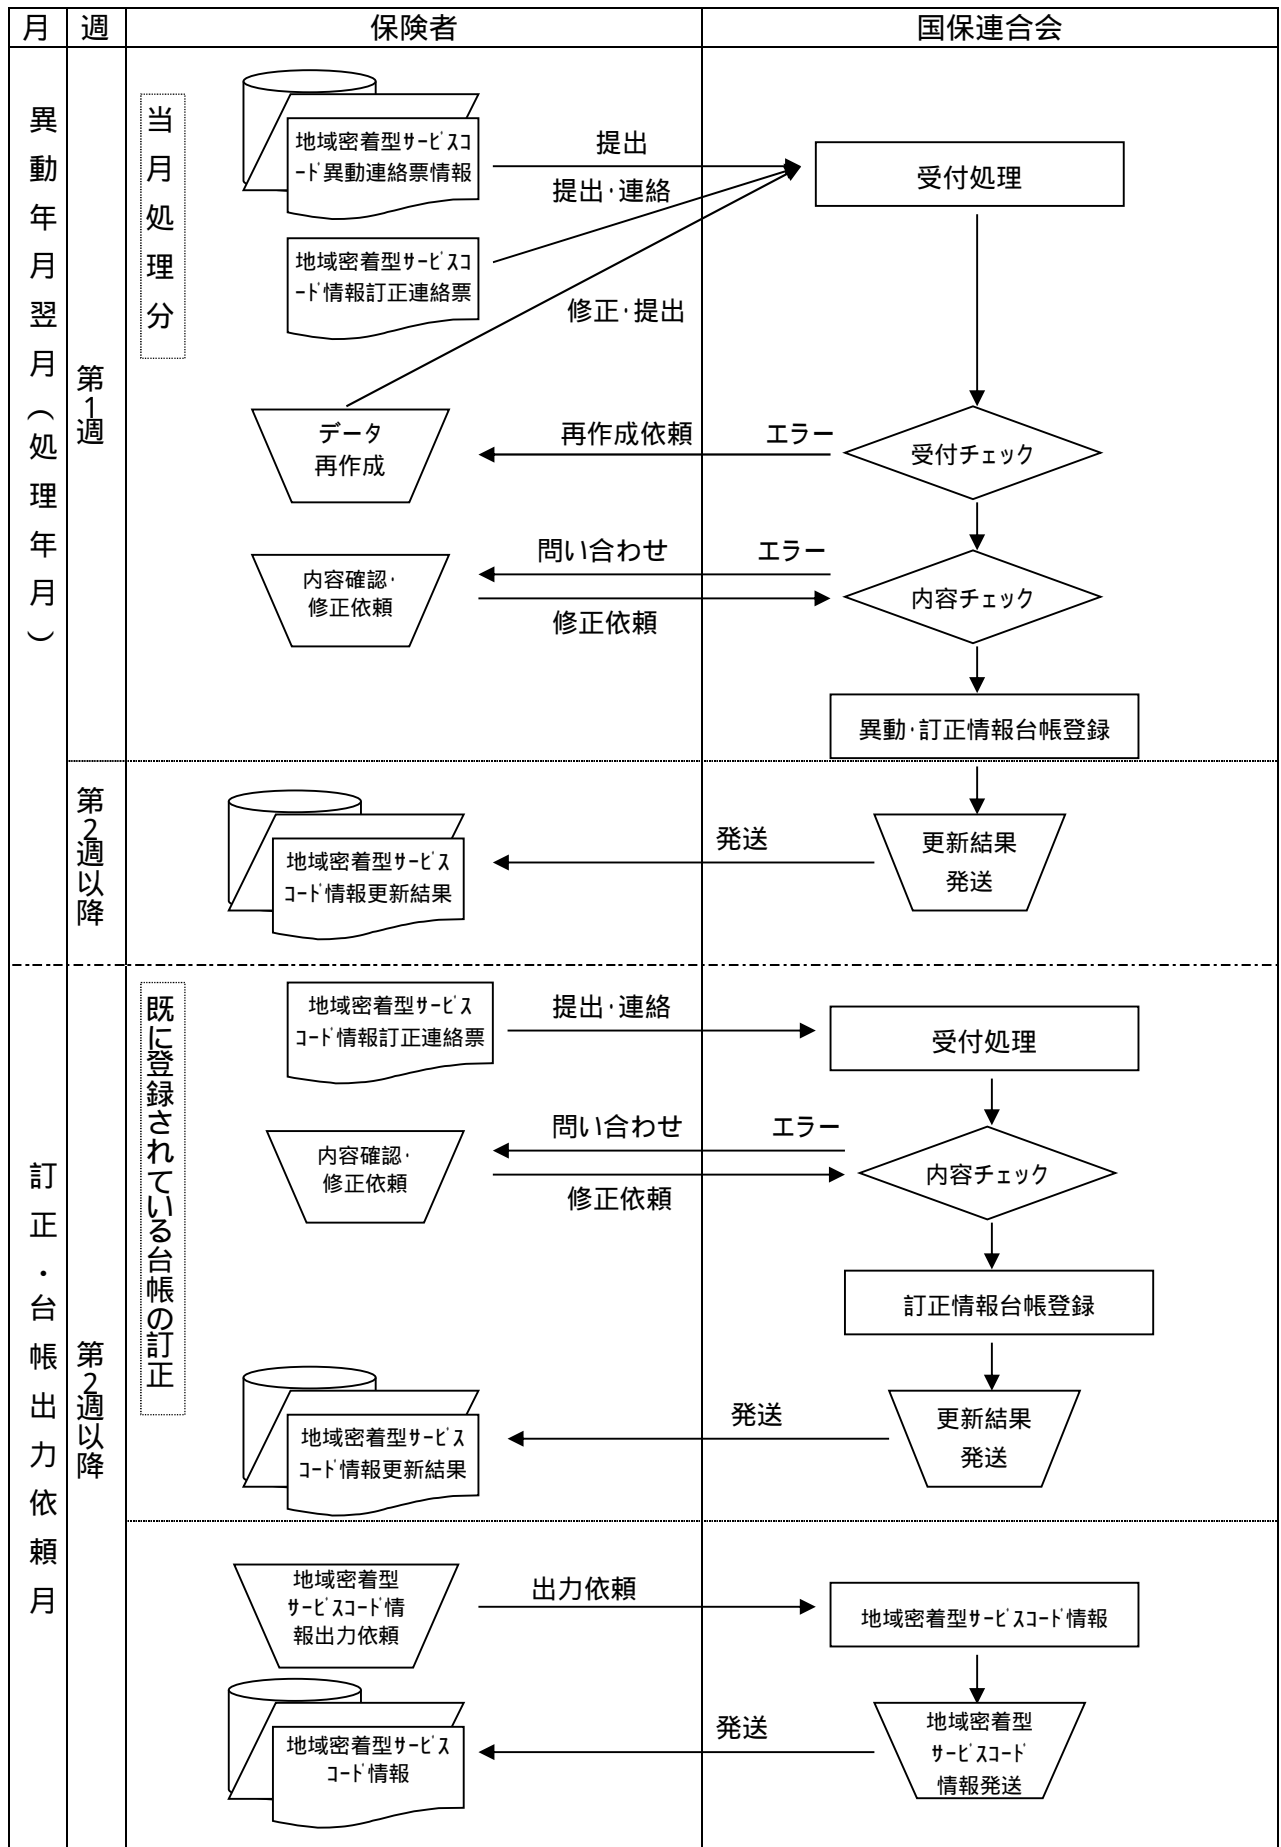 月 週 保険者 国保連合会
異動年月翌月（処理年月）
第1週
当月処理分
地域密着型ｻｰﾋﾞｽｺ
ｰﾄﾞ異動連絡票情報
提出
受付処理
提出・連絡
地域密着型ｻｰﾋﾞｽｺ
ｰﾄﾞ情報訂正連絡票
修正・提出
データ
再作成
再作成依頼
エラー
受付ﾁｪｯｸ
問い合わせ
エラー
内容確認・
修正依頼
内容ﾁｪｯｸ
修正依頼
異動・訂正情報台帳登録
第2週以降
地域密着型ｻｰﾋﾞｽ
ｺｰﾄﾞ情報更新結果
発送
更新結果
発送
訂正・台帳出力依頼月
第2週以降
既に登録されている台帳の訂正
地域密着型ｻｰﾋﾞｽ
ｺｰﾄﾞ情報訂正連絡票
提出・連絡
受付処理
問い合わせ
エラー
内容確認・
修正依頼
内容ﾁｪｯｸ
修正依頼
訂正情報台帳登録
地域密着型ｻｰﾋﾞｽ
ｺｰﾄﾞ情報更新結果
発送
更新結果
発送
地域密着型
ｻｰﾋﾞｽｺｰﾄﾞ情
報出力依頼
出力依頼
地域密着型ｻｰﾋﾞｽｺｰﾄﾞ情報
地域密着型ｻｰﾋﾞｽ
ｺｰﾄﾞ情報
発送
地域密着型
ｻｰﾋﾞｽｺｰﾄﾞ
情報発送